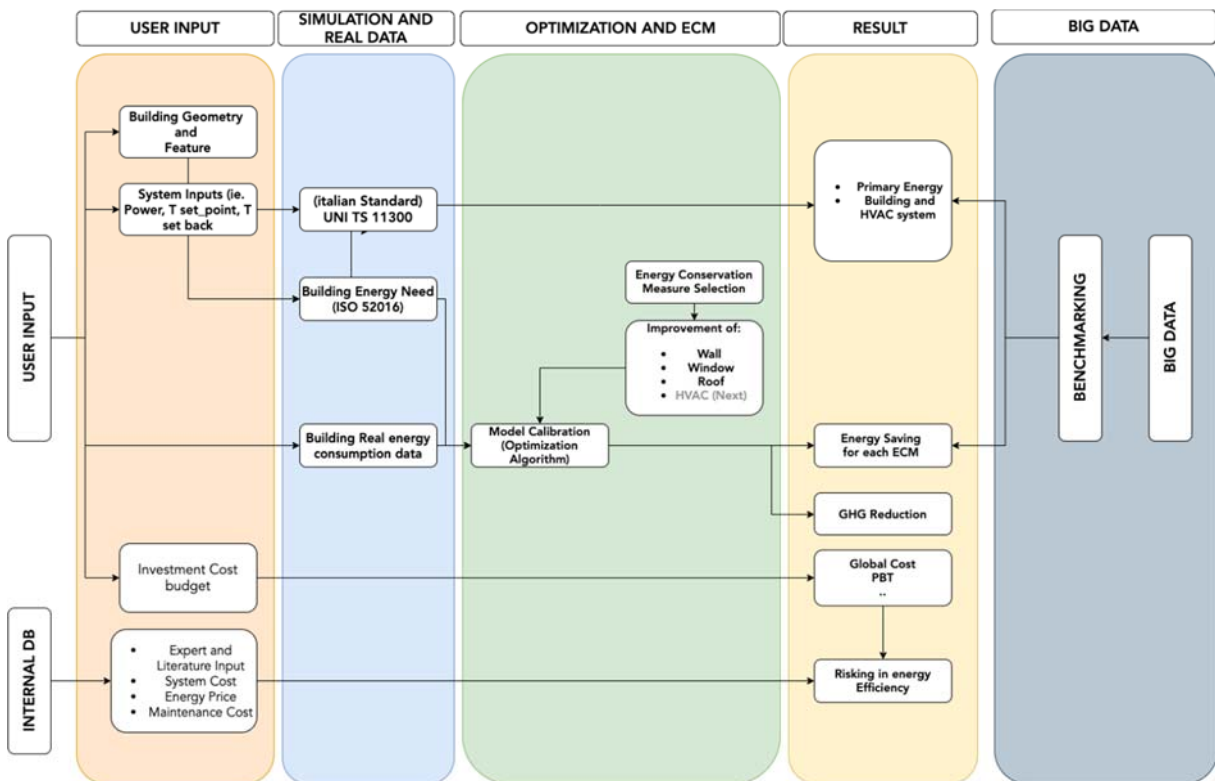 USER INPUT
SIMULATION AND
REAL DATA
OPTIMIZATION AND ECM
RESULT
BIG DATA
Building Geometry
and
Feature
System Inputs (ie.
Power, T set_point, T
set back
(italian Standard)
UNI TS 11300
• Primary Energy
• Building and
HVAC system
Building Energy Need
(ISO 52016)
Energy Conservation
Measure Selection
Improvement of:
• Wall
• Window
• Roof
• HVAC (Next)
USER INPUT
BENCHMARKING
BIG DATA
Building Real energy
consumption data
Model Calibration
(Optimization
Algorithm)
Energy Saving
for each ECM
GHG Reduction
Investment Cost
budget
Global Cost
PBT
..
INTERNAL DB
• Expert and
Literature Input
• System Cost
• Energy Price
• Maintenance Cost
Risking in energy
Efficiency